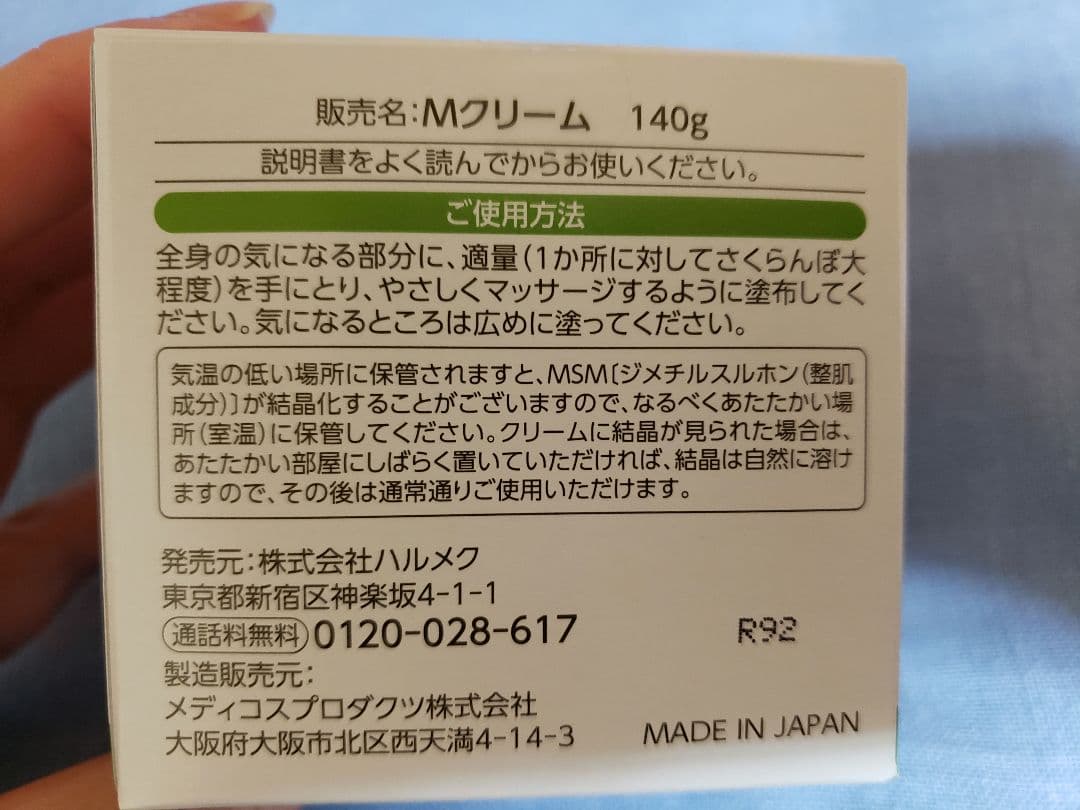 販売名：Mクリーム 140g
説明書をよく読んでからお使いください。
ご使用方法
全身の気になる部分に、適量（1か所に対してさくらんぼ大
程度）を手にとり、やさしくマッサージするように塗布してく
ださい。気になるところは広めに塗ってください。
気温の低い場所に保管されますと、MSM〔ジメチルスルホン（整肌
成分）〕が結晶化することがございますので、なるべくあたたかい場
所（室温）に保管してください。クリームに結晶が見られた場合は、
あたたかい部屋にしばらく置いていただければ、結晶は自然に溶け
ますので、その後は通常通りご使用いただけます。
発売元：株式会社ハルメク
東京都新宿区神楽坂4-1-1
通話料無料 0120-028-617
R92
製造販売元：
メディコスプロダクツ株式会社
大阪府大阪市北区西天満4-14-3
MADE IN JAPAN